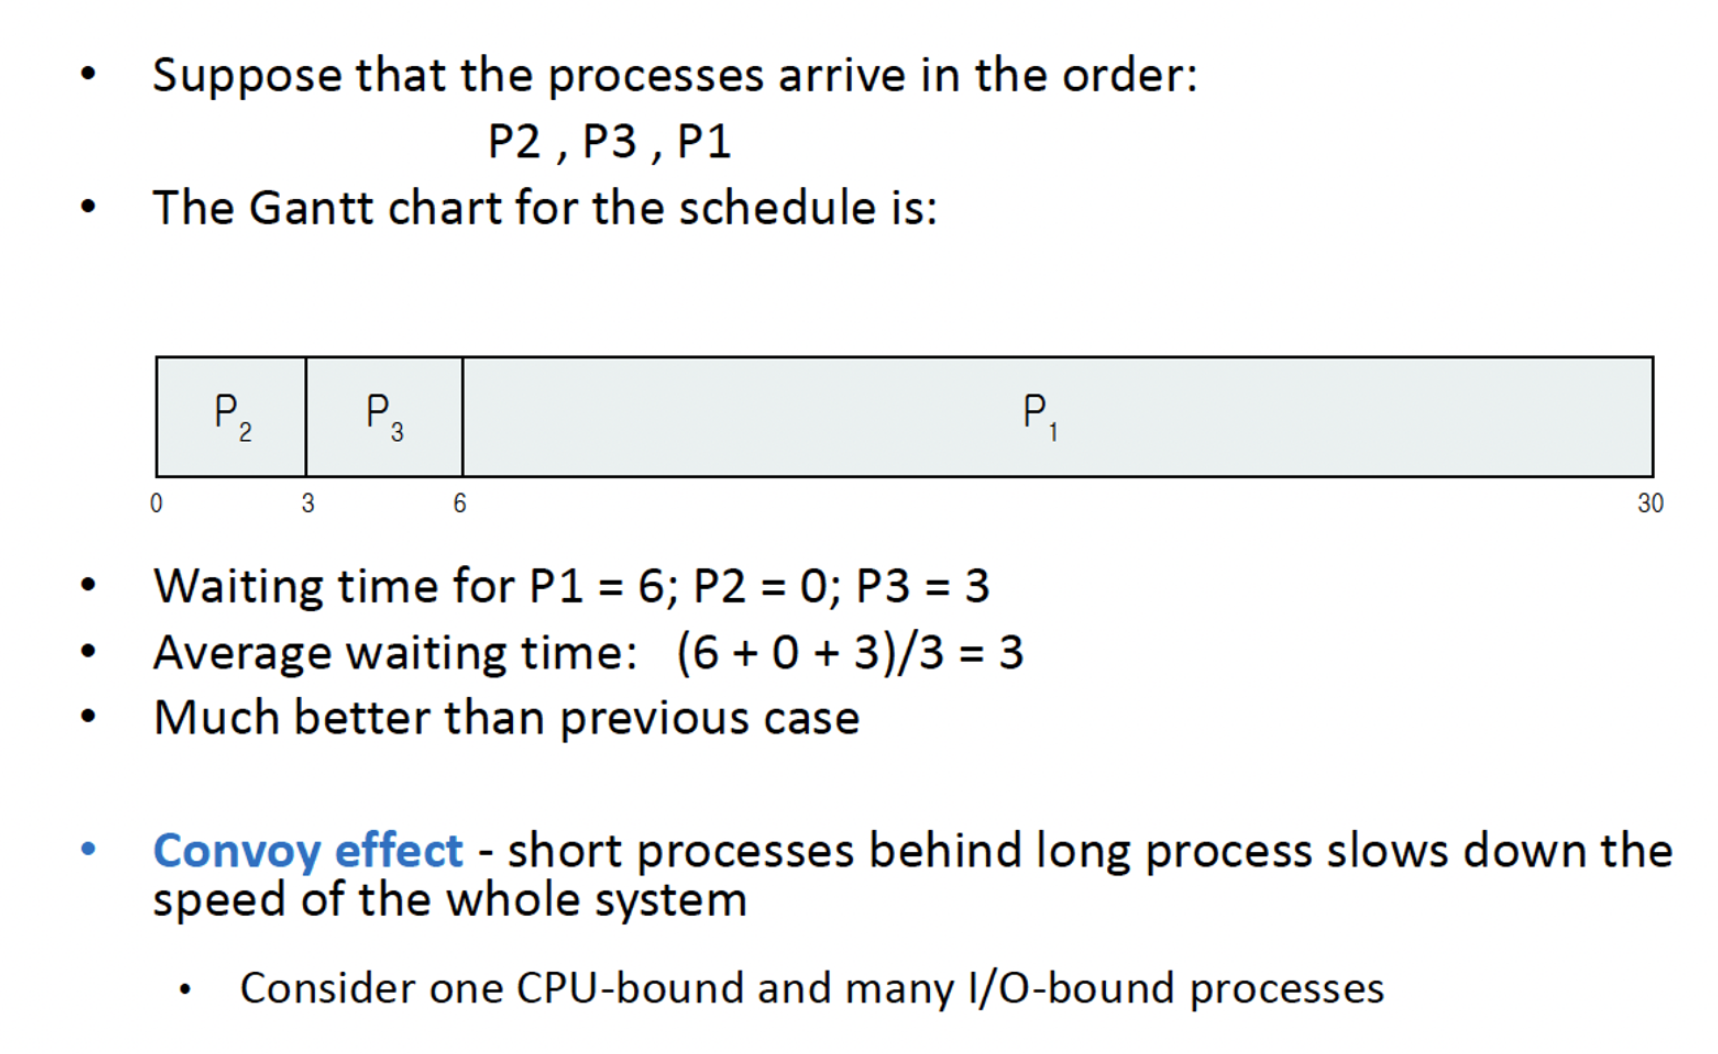 • Suppose that the processes arrive in the order:
P2 , P3 , P1
• The Gantt chart for the schedule is:
P2 P3 P1
0 3 6 30
• Waiting time for P1 = 6; P2 = 0; P3 = 3
• Average waiting time: (6 + 0 + 3)/3 = 3
• Much better than previous case
• Convoy effect - short processes behind long process slows down the
speed of the whole system
• Consider one CPU-bound and many I/O-bound processes